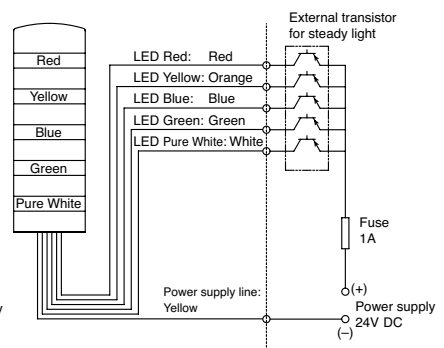 External transistor
for steady light
Red
Yellow
Blue
Green
Pure White
LED Red: Red
LED Yellow: Orange
LED Blue: Blue
LED Green: Green
LED Pure White: White
Fuse
1A
Power supply line:
Yellow
(+)
Power supply
24V DC
(−)
y